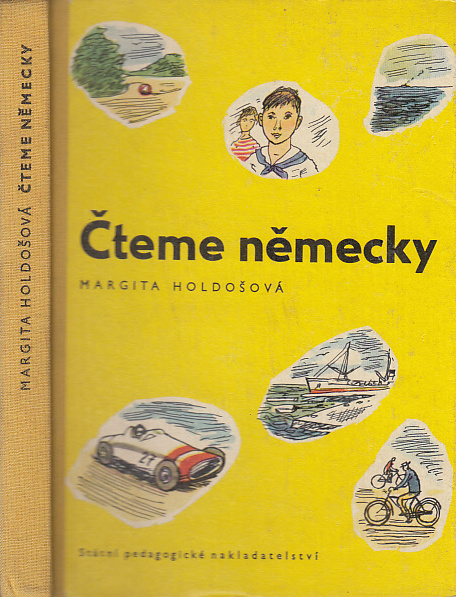 MARGITA HOLDOŠOVÁ ČTEME NĚMECKY
Čteme německy
MARGITA HOLDOŠOVÁ
27
Státní pedagogické nakladatelství